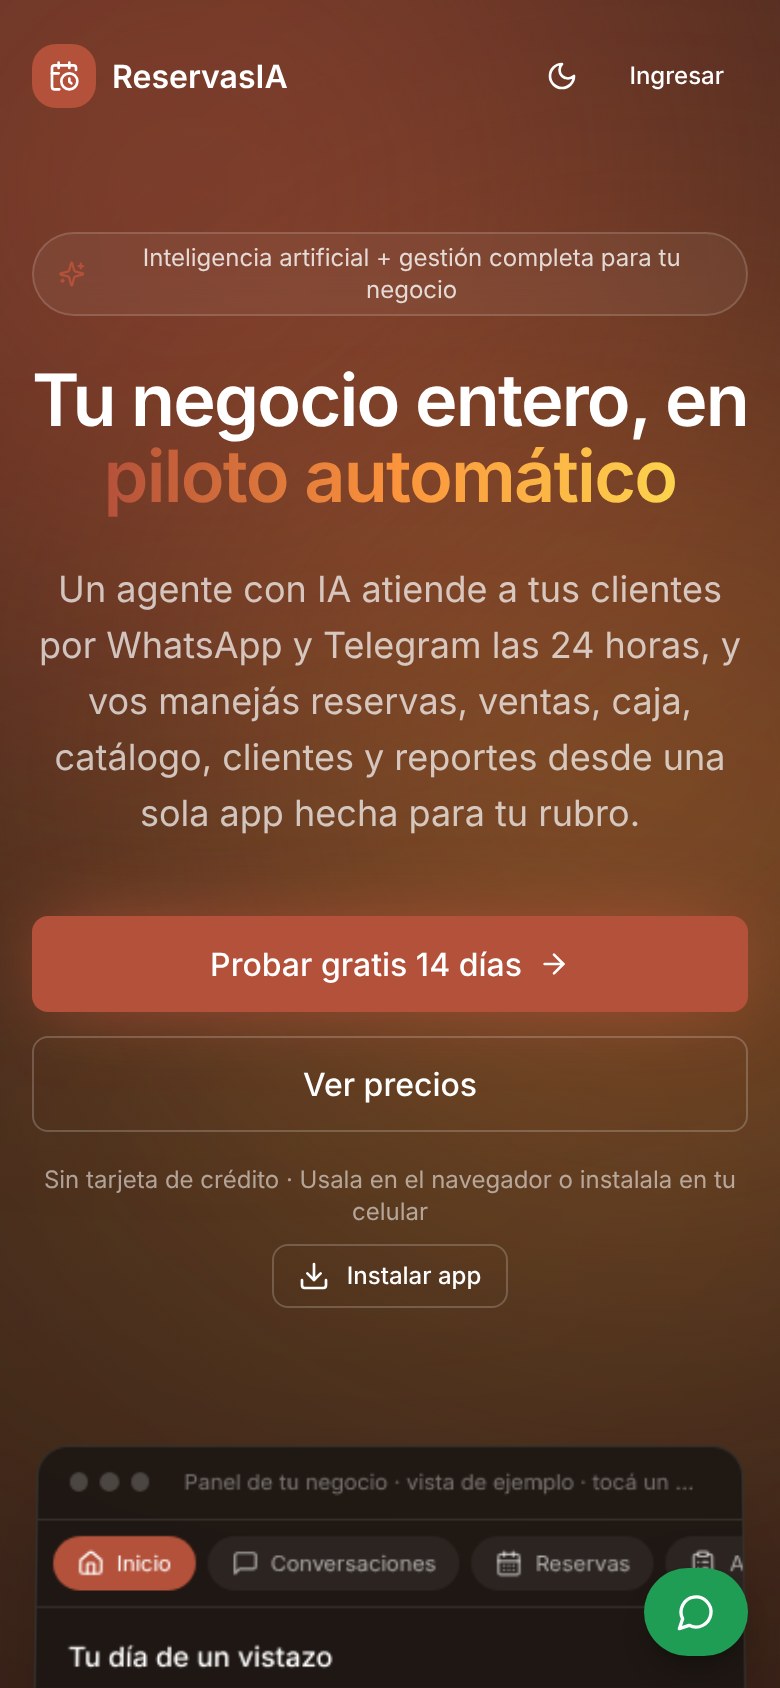 ReservasIA
Ingresar
Inteligencia artificial + gestión completa para tu
negocio
Tu negocio entero, en
piloto automático
Un agente con IA atiende a tus clientes
por WhatsApp y Telegram las 24 horas, y
vos manejás reservas, ventas, caja,
catálogo, clientes y reportes desde una
sola app hecha para tu rubro.
Probar gratis 14 días
Ver precios
Sin tarjeta de crédito · Usala en el navegador o instalala en tu
celular
Instalar app
Panel de tu negocio · vista de ejemplo · tocá un ...
Inicio
Conversaciones
Reservas
Tu día de un vistazo